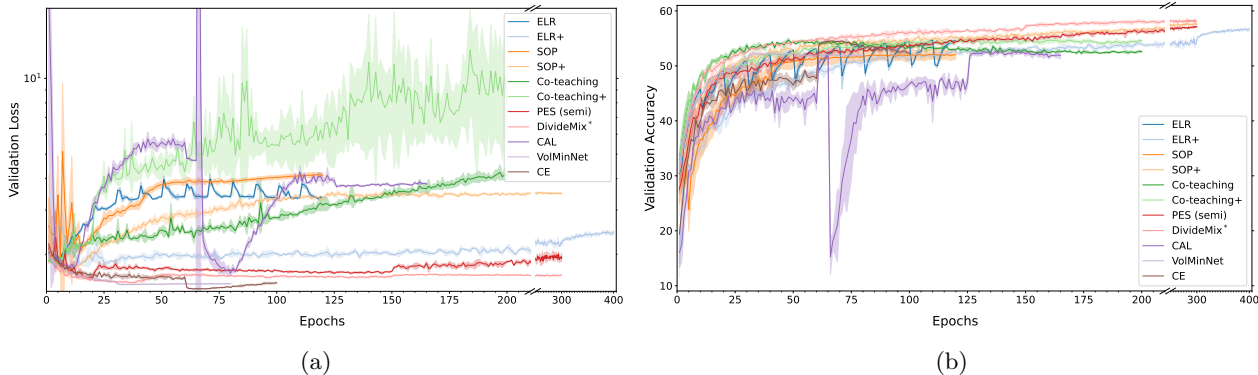 10¹
Validation Loss
0
25
50
75
100
125
150
175
200
300
400
Epochs
ELR
ELR+
SOP
SOP+
Co-teaching
Co-teaching+
PES (semi)
DivideMix*
CAL
VolMinNet
CE
(a)
60
50
40
30
20
10
Validation Accuracy
0
25
50
75
100
125
150
175
200
300
400
Epochs
ELR
ELR+
SOP
SOP+
Co-teaching
Co-teaching+
PES (semi)
DivideMix*
CAL
VolMinNet
CE
(b)